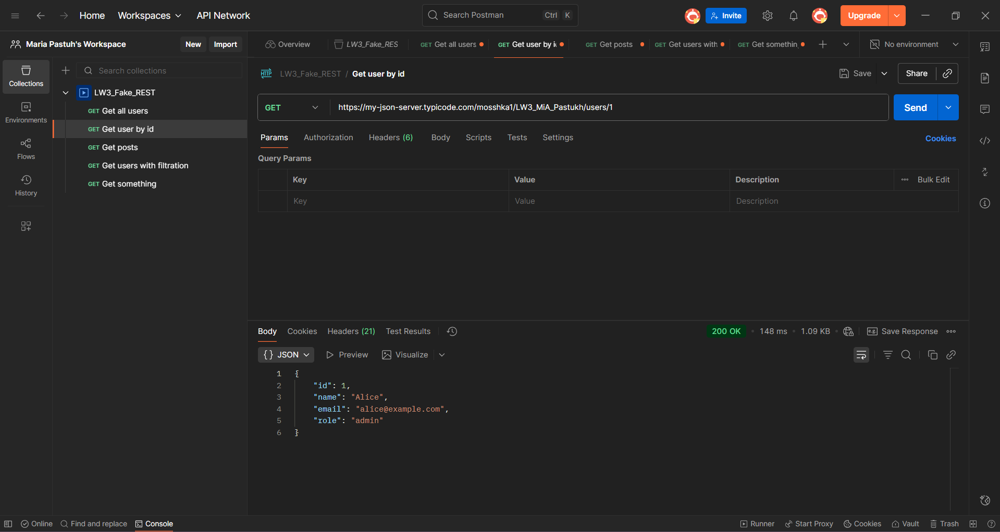 Home Workspaces API Network Search Postman Ctrl K Invite Upgrade
Maria Pastuh's Workspace New Import
Overview LW3_Fake_RES GET Get all users GET Get user by i GET Get posts GET Get users with GET Get somethin No environment
Collections
Environments
Flows
History
Search collections
LW3_Fake_REST
GET Get all users
GET Get user by id
GET Get posts
GET Get users with filtration
GET Get something
HTTP LW3_Fake_REST / Get user by id Save Share
GET https://my-json-server.typicode.com/mosshka1/LW3_MiA_Pastukh/users/1 Send
Params Authorization Headers (6) Body Scripts Tests Settings Cookies
Query Params
Key Value Description Bulk Edit
Key Value Description
Body Cookies Headers (21) Test Results 200 OK 148 ms 1.09 KB e.g. Save Response
{} JSON Preview Visualize
1 {
2 "id": 1,
3 "name": "Alice",
4 "email": "alice@example.com",
5 "role": "admin"
6 }
Online Find and replace Console Runner Start Proxy Cookies Vault Trash